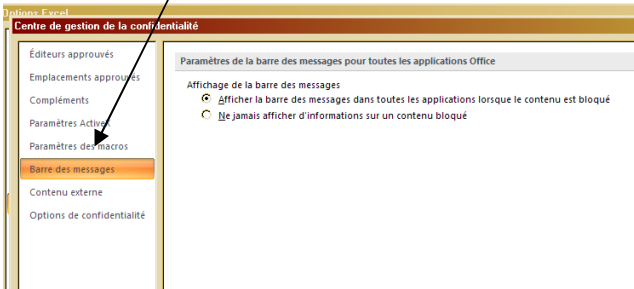 Options Excel
Centre de gestion de la confidentialité
Éditeurs approuvés
Emplacements approuvés
Compléments
Paramètres ActiveX
Paramètres des macros
Barre des messages
Contenu externe
Options de confidentialité
Paramètres de la barre des messages pour toutes les applications Office
Affichage de la barre des messages
Afficher la barre des messages dans toutes les applications lorsque le contenu est bloqué
Ne jamais afficher d'informations sur un contenu bloqué